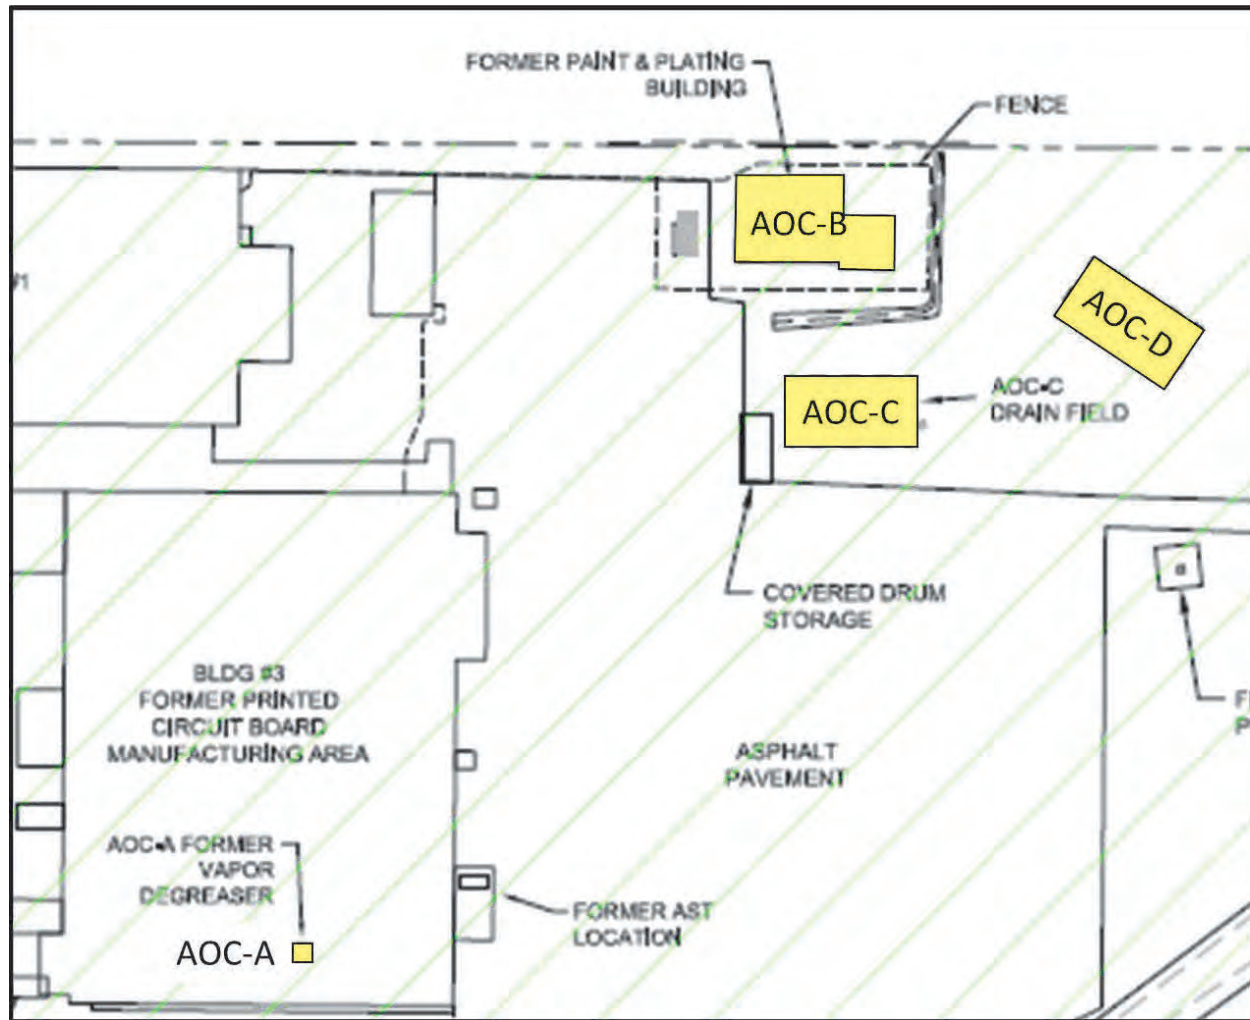 FORMER PAINT & PLATING
BUILDING
FENCE
AOC-B
AOC-D
AOC-C
AOC-C
DRAIN FIELD
COVERED DRUM
STORAGE
BLDG #3
FORMER PRINTED
CIRCUIT BOARD
MANUFACTURING AREA
ASPHALT
PAVEMENT
AOC-A FORMER
VAPOR
DEGREASER
FORMER AST
LOCATION
AOC-A